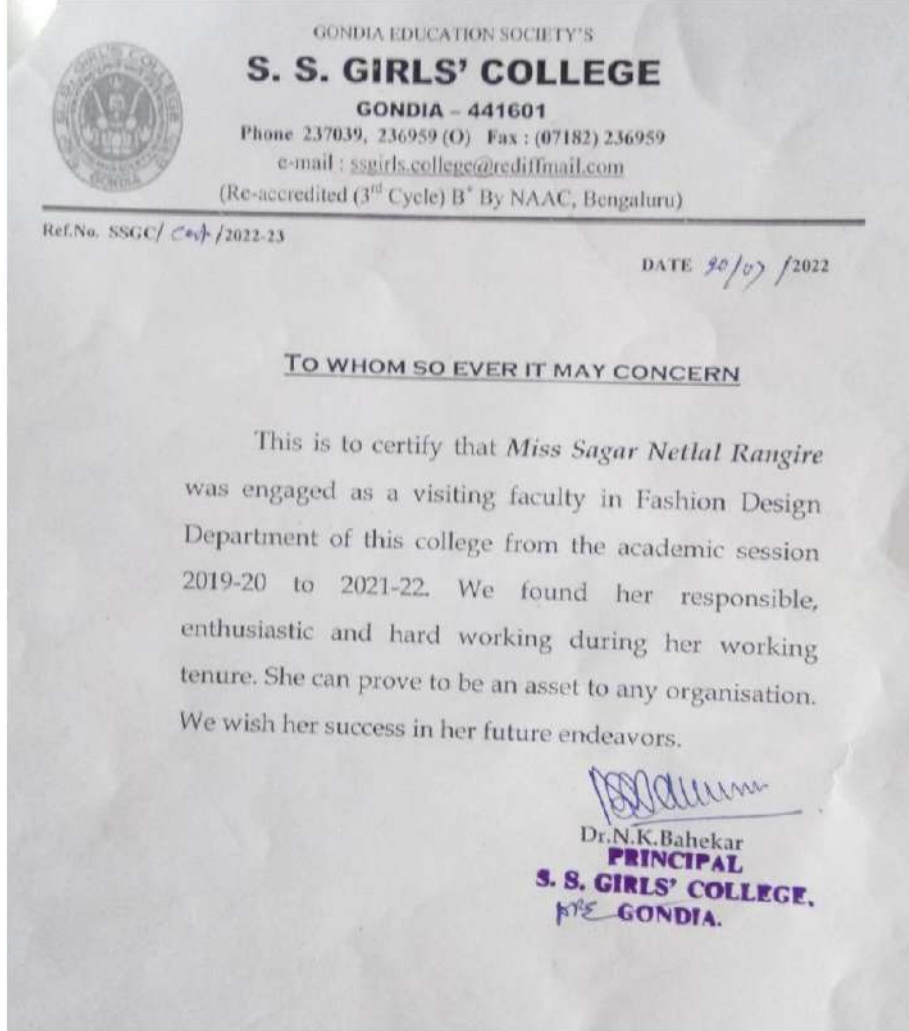 GONDIA EDUCATION SOCIETY'S
S. S. GIRLS' COLLEGE
GONDIA – 441601
Phone 237039, 236959 (O) Fax : (07182) 236959
e-mail : ssgirls.college@rediffmail.com
(Re-accredited (3rd Cycle) B+ By NAAC, Bengaluru)
Ref.No. SSGC/ /2022-23
DATE /07 /2022
TO WHOM SO EVER IT MAY CONCERN
This is to certify that Miss Sagar Netlal Rangire
was engaged as a visiting faculty in Fashion Design
Department of this college from the academic session
2019-20 to 2021-22. We found her responsible,
enthusiastic and hard working during her working
tenure. She can prove to be an asset to any organisation.
We wish her success in her future endeavors.
Dr.N.K.Bahekar
PRINCIPAL
S. S. GIRLS' COLLEGE,
GONDIA.